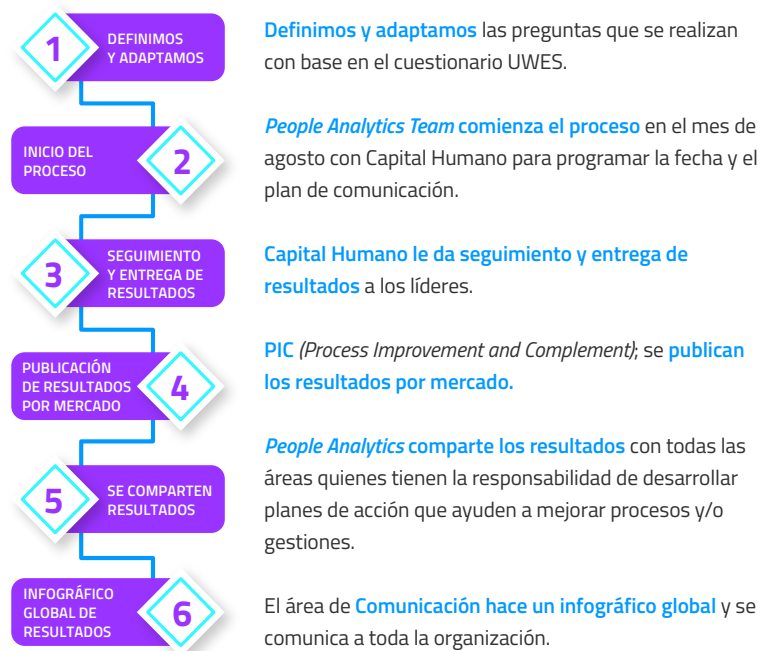 1
DEFINIMOS
Y ADAPTAMOS
Definimos y adaptamos las preguntas que se realizan
con base en el cuestionario UWES.
INICIO DEL
PROCESO
2
People Analytics Team comienza el proceso en el mes de
agosto con Capital Humano para programar la fecha y el
plan de comunicación.
3
SEGUIMIENTO
Y ENTREGA DE
RESULTADOS
Capital Humano le da seguimiento y entrega de
resultados a los líderes.
PUBLICACIÓN
DE RESULTADOS
POR MERCADO
4
PIC (Process Improvement and Complement); se publican
los resultados por mercado.
5
SE COMPARTEN
RESULTADOS
People Analytics comparte los resultados con todas las
áreas quienes tienen la responsabilidad de desarrollar
planes de acción que ayuden a mejorar procesos y/o
gestiones.
INFOGRÁFICO
GLOBAL DE
RESULTADOS
6
El área de Comunicación hace un infográfico global y se
comunica a toda la organización.